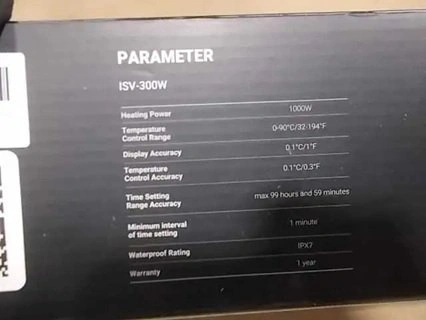 PARAMETER
ISV-300W
Heating Power 1000W
Temperature
Control Range 0-90°C/32-194°F
Display Accuracy 0.1°C/1°F
Temperature
Control Accuracy 0.1°C/0.3°F
Time Setting
Range Accuracy max 99 hours and 59 minutes
Minimum interval
of time setting 1 minute
Waterproof Rating IPX7
Warranty 1 year